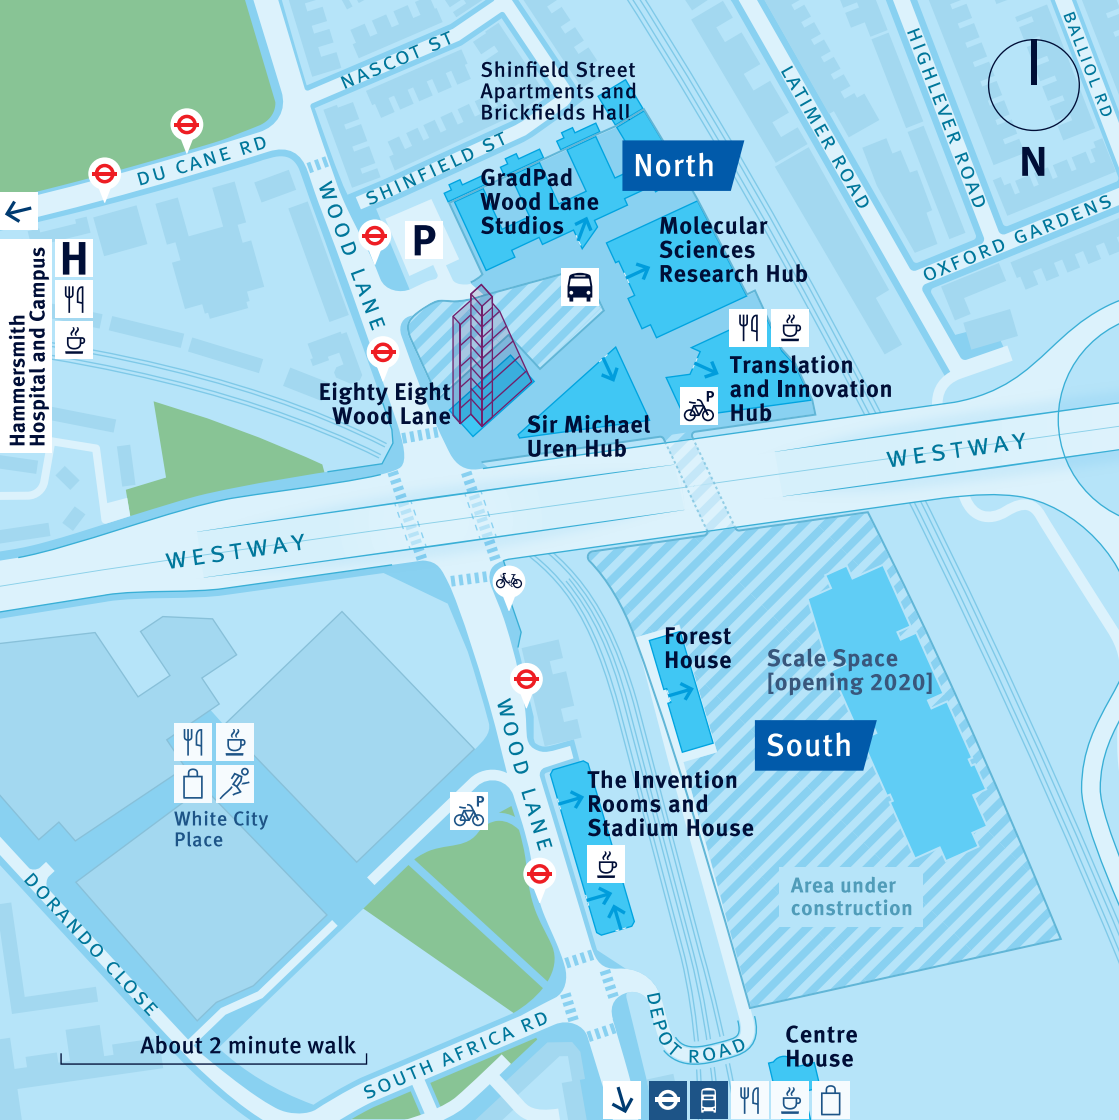 NASCOT ST
Shinfield Street
Apartments and
Brickfields Hall
LATIMER ROAD
HIGHLEVER ROAD
BALLIOL RD
N
DU CANE RD
SHINFIELD ST
North
GradPad
Wood Lane
Studios
WOOD LANE
P
Molecular
Sciences
Research Hub
OXFORD GARDENS
H
Hammersmith
Hospital and Campus
Eighty Eight
Wood Lane
Sir Michael
Uren Hub
Translation
and Innovation
Hub
P
WESTWAY
WESTWAY
Forest
House
Scale Space
[opening 2020]
South
WOOD LANE
The Invention
Rooms and
Stadium House
P
White City
Place
Area under
construction
DORANDO CLOSE
About 2 minute walk
SOUTH AFRICA RD
DEPOT ROAD
Centre
House